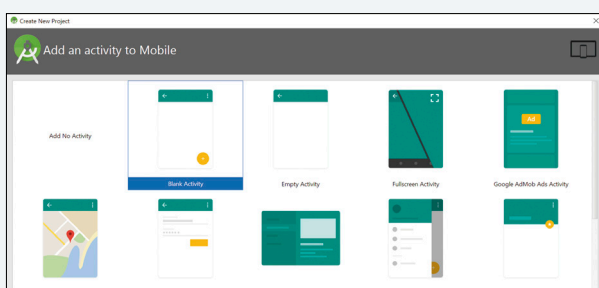 Create New Project
Add an activity to Mobile
Add No Activity
Blank Activity
Empty Activity
Fullscreen Activity
Ad
Google AdMob Ads Activity